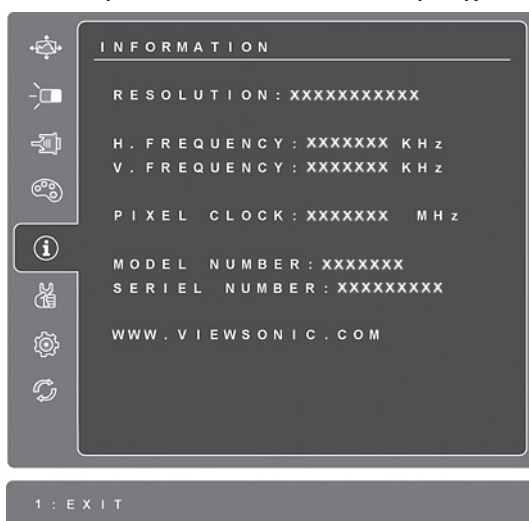 INFORMATION
RESOLUTION: XXXXXXXXXXX
H. FREQUENCY: XXXXXXX KHz
V. FREQUENCY: XXXXXXX KHz
PIXEL CLOCK: XXXXXXX MHz
MODEL NUMBER: XXXXXXX
SERIEL NUMBER: XXXXXXXXX
WWW.VIEWSONIC.COM
1:EXIT